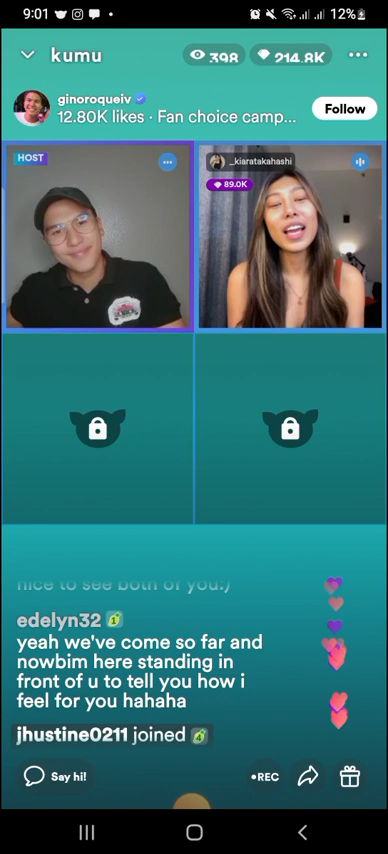 9:01
12%
kumu
398
214.8K
ginoroqueiv
12.80K likes · Fan choice camp...
Follow
HOST
_kiaratakahashi
89.0K
nice to see both of you:)
edelyn32 1
yeah we've come so far and
nowbim here standing in
front of u to tell you how i
feel for you hahaha
jhustine0211 joined
Say hi!
•REC